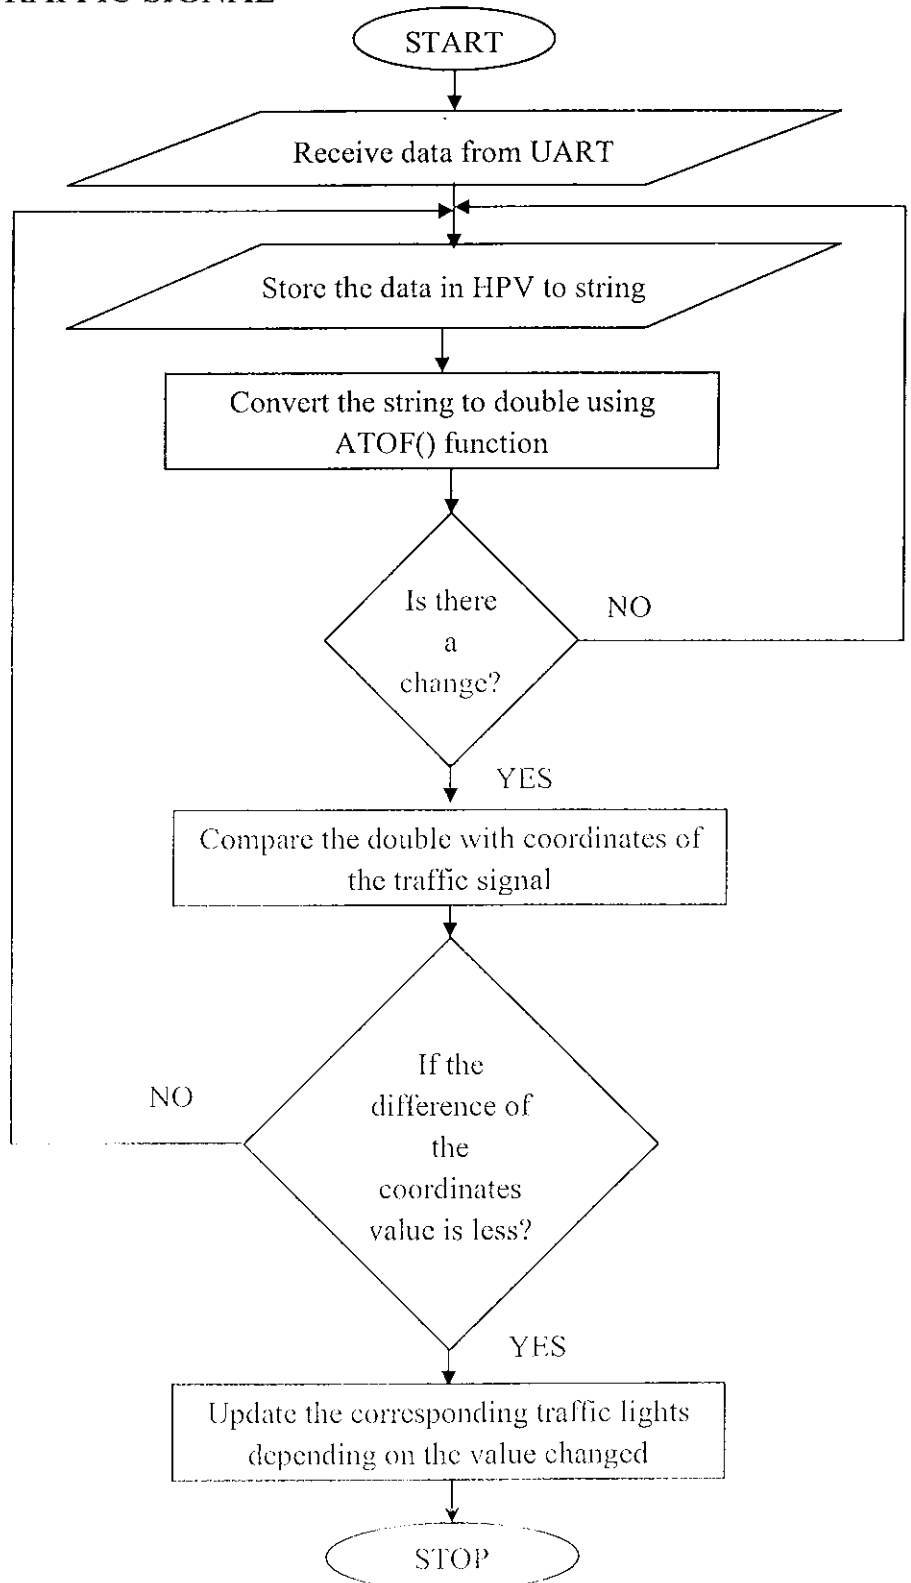 START
Receive data from UART
Store the data in HPV to string
Convert the string to double using
ATOF() function
Is there
a
change?
NO
YES
Compare the double with coordinates of
the traffic signal
NO
If the
difference of
the
coordinates
value is less?
YES
Update the corresponding traffic lights
depending on the value changed
STOP